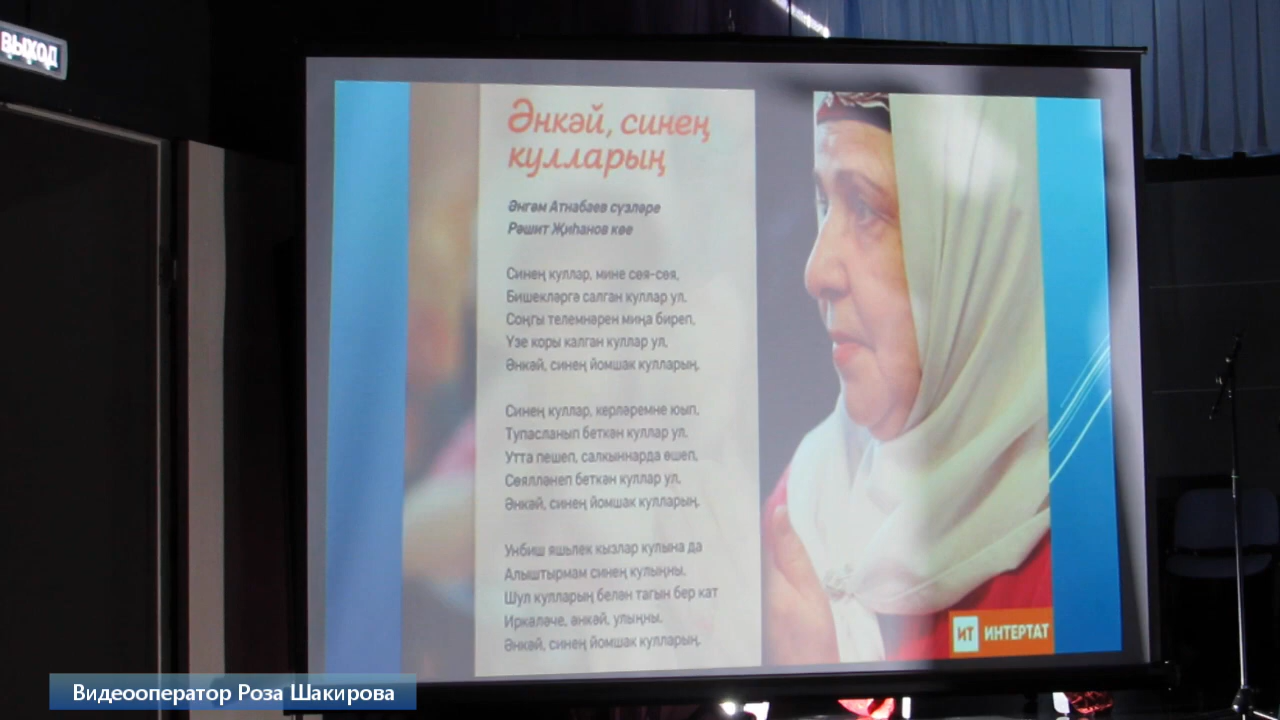 ВЫХОД
Әнкәй, синең
кулларың
Әнгәм Атнабаев сүзләре
Рәшит Җиһанов көе
Синең куллар, мине сөя-сөя,
Бишекләргә салган куллар ул.
Соңгы телемнәрен миңа биреп,
Үзе коры калган куллар ул,
Әнкәй, синең йомшак кулларың.
Синең куллар, керләремне юып,
Тупасланып беткән куллар ул.
Утта пешеп, салкыннарда өшеп,
Сөялләнеп беткән куллар ул,
Әнкәй, синең йомшак кулларың.
Унбиш яшьлек кызлар кулына да
Алыштырмам синең кулыңны.
Шул кулларың белән тагын бер кат
Иркәләче, әнкәй, улыңны.
Әнкәй, синең йомшак кулларың.
ИТ ИНТЕРТАТ
Видеооператор Роза Шакирова